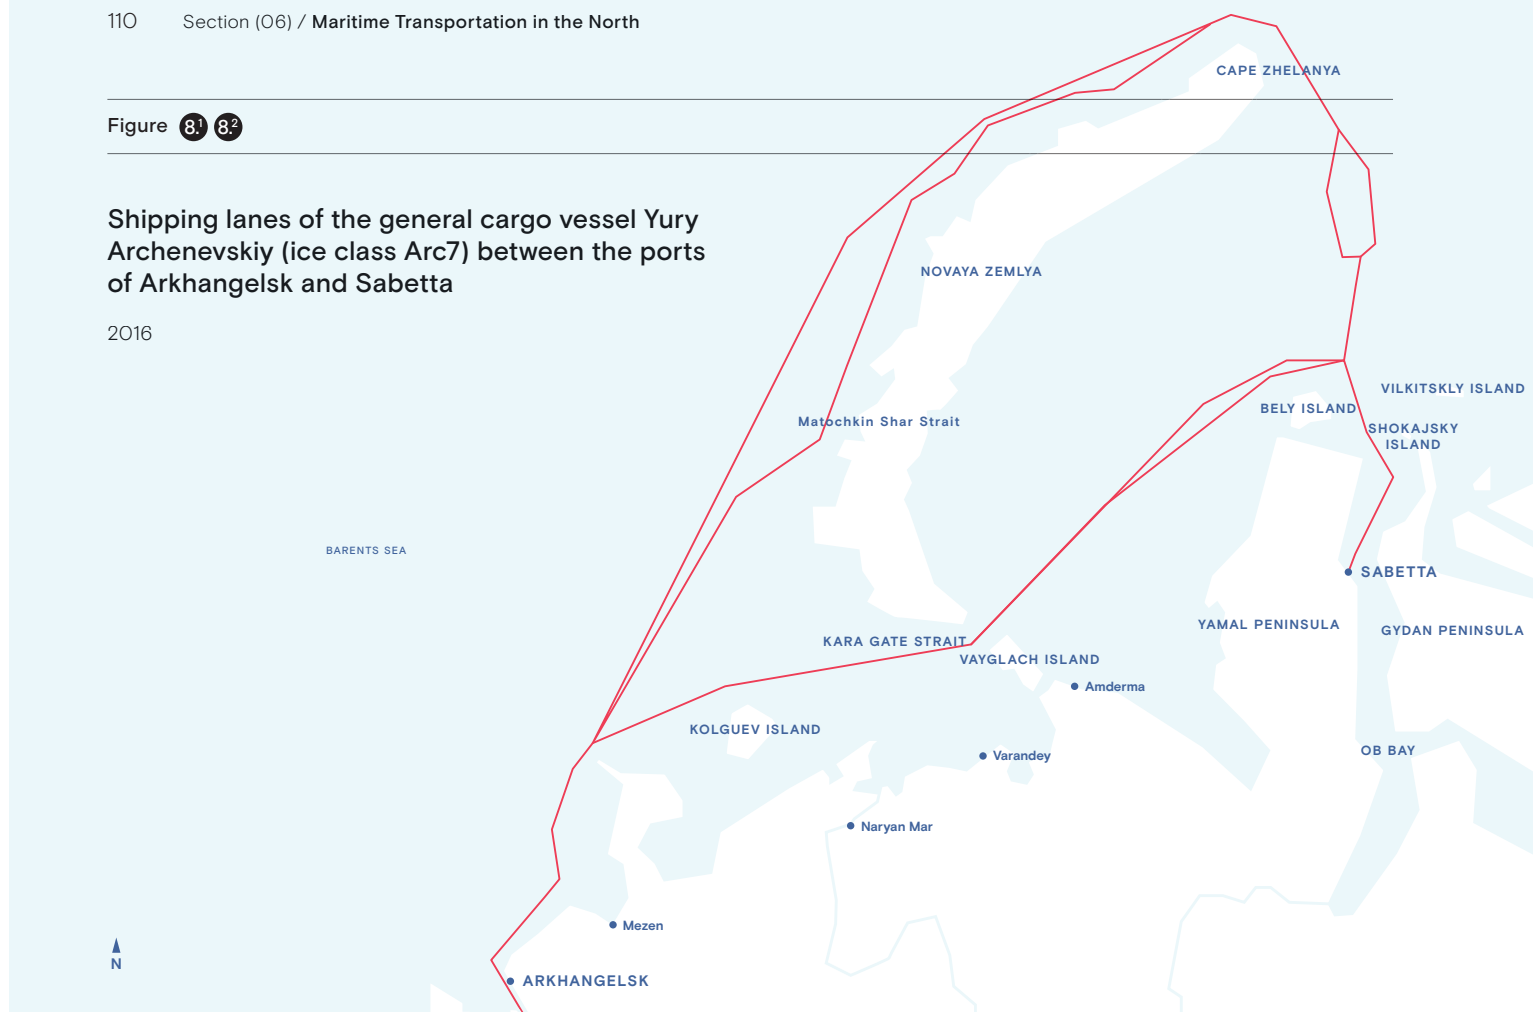 110 Section (06) / Maritime Transportation in the North
CAPE ZHELANYA
Figure 8.1 8.2
Shipping lanes of the general cargo vessel Yury
Archenevskiy (ice class Arc7) between the ports
of Arkhangelsk and Sabetta
2016
NOVAYA ZEMLYA
VILKITSKLY ISLAND
BELY ISLAND
Matochkin Shar Strait
SHOKAJSKY
ISLAND
BARENTS SEA
SABETTA
YAMAL PENINSULA
GYDAN PENINSULA
KARA GATE STRAIT
VAYGLACH ISLAND
Amderma
KOLGUEV ISLAND
OB BAY
Varandey
Naryan Mar
Mezen
N
ARKHANGELSK